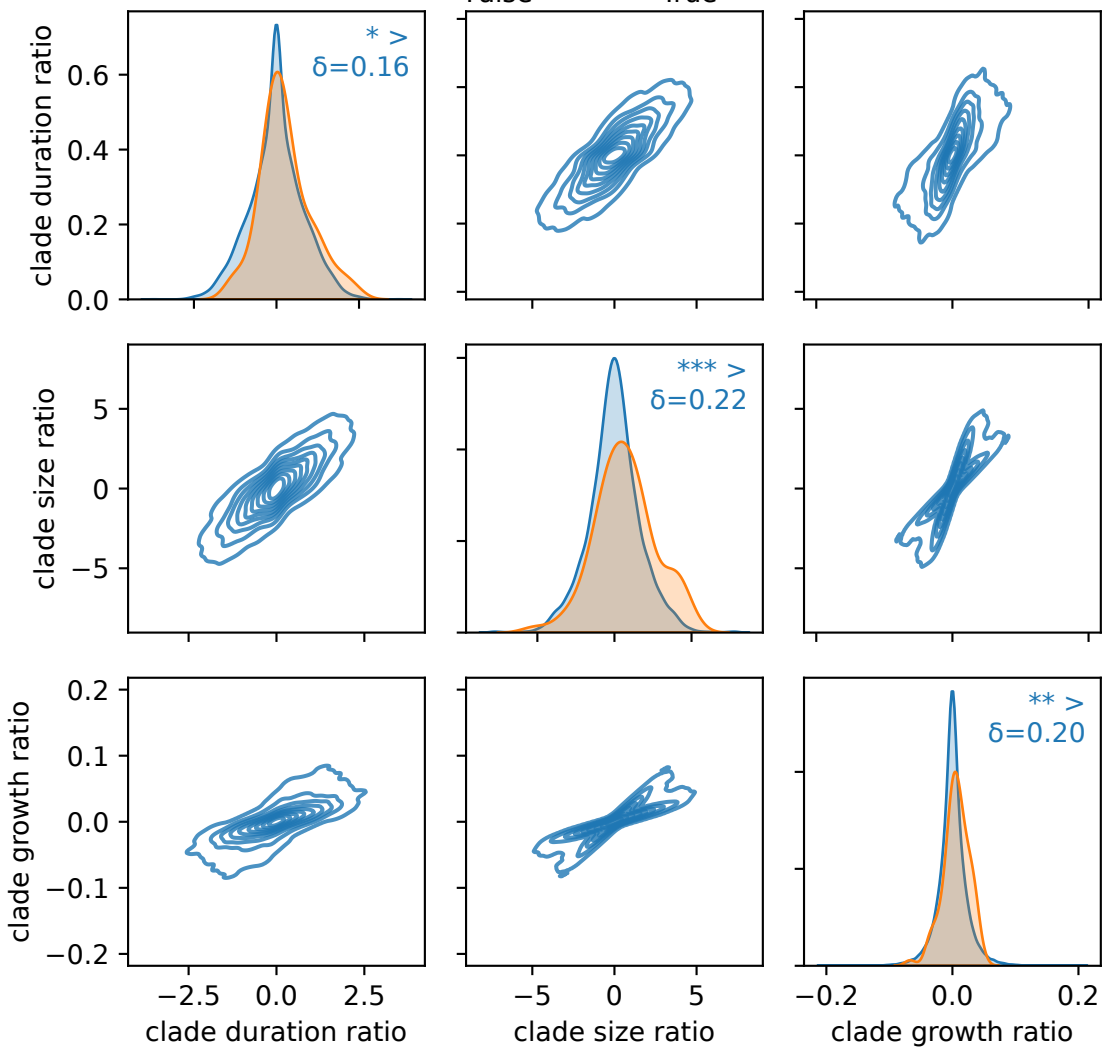 clade duration ratio
0.6
0.4
0.2
0.0
* >
δ=0.16
clade size ratio
5
0
−5
*** >
δ=0.22
clade growth ratio
0.2
0.1
0.0
−0.1
−0.2
** >
δ=0.20
−2.5 0.0 2.5
−5 0 5
−0.2 0.0 0.2
clade duration ratio
clade size ratio
clade growth ratio